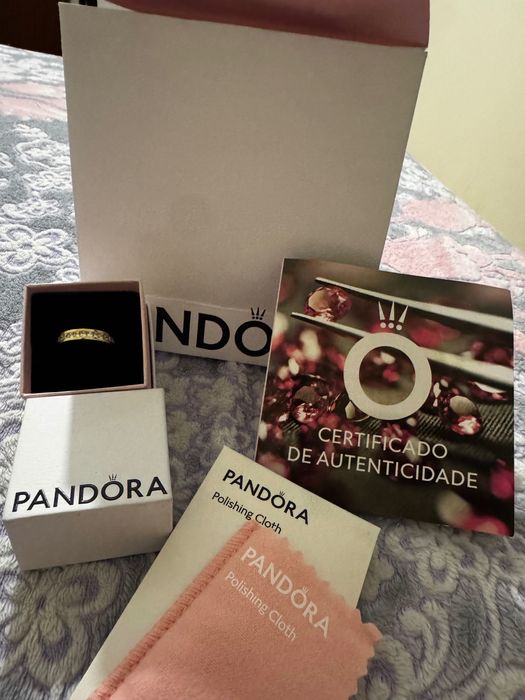 NDO
PANDORA
CERTIFICADO
DE AUTENTICIDADE
PANDORA
Polishing Cloth
PANDORA
Polishing Cloth